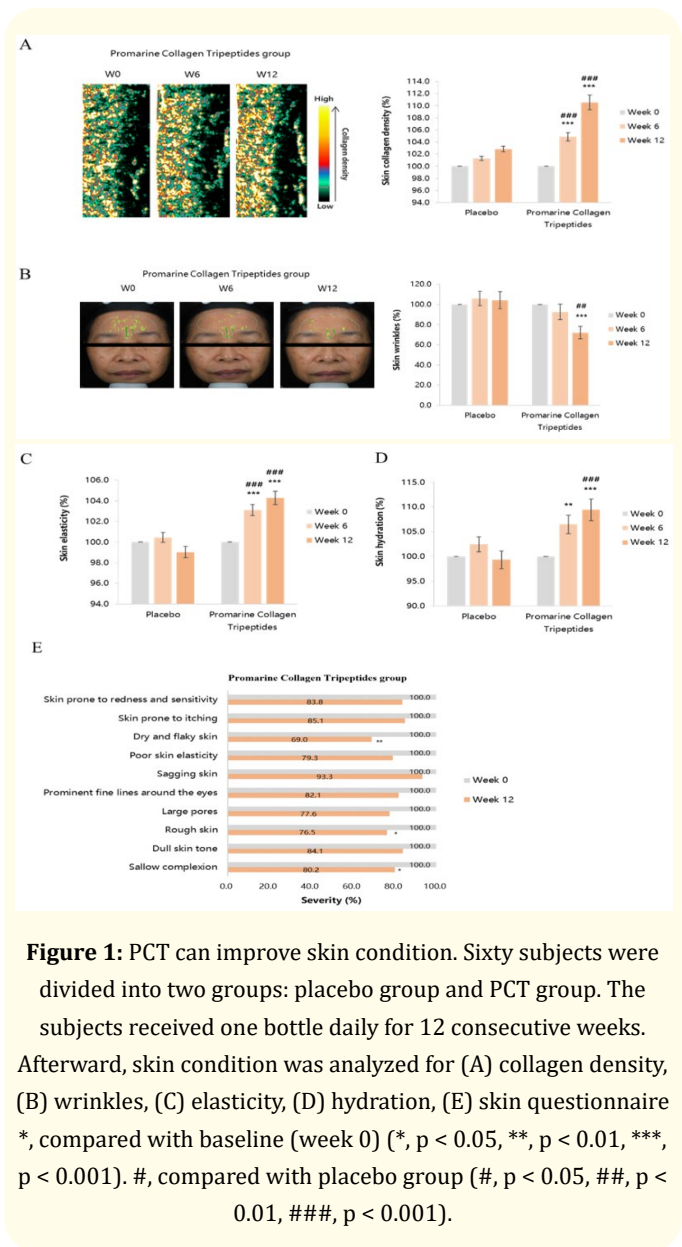 A
Promarine Collagen Tripeptides group
W0 W6 W12
High
Collagen density
Low
Skin collagen density (%)
114.0
112.0
110.0
108.0
106.0
104.0
102.0
100.0
98.0
96.0
94.0
###
***
###
***
Placebo
Promarine Collagen
Tripeptides
Week 0
Week 6
Week 12
B
Promarine Collagen Tripeptides group
W0 W6 W12
Skin wrinkles (%)
120.0
100.0
80.0
60.0
40.0
20.0
0.0
##
***
Placebo
Promarine Collagen
Tripeptides
Week 0
Week 6
Week 12
C
Skin elasticity (%)
106.0
104.0
102.0
100.0
98.0
96.0
94.0
###
***
###
***
Placebo
Promarine Collagen
Tripeptides
Week 0
Week 6
Week 12
D
Skin hydration (%)
115.0
110.0
105.0
100.0
95.0
90.0
**
###
***
Placebo
Promarine Collagen
Tripeptides
Week 0
Week 6
Week 12
E
Promarine Collagen Tripeptides group
Skin prone to redness and sensitivity 100.0
83.8
Skin prone to itching 100.0
85.1
Dry and flaky skin 100.0
69.0 **
Poor skin elasticity 100.0
79.3
Sagging skin 100.0
93.3
Prominent fine lines around the eyes 100.0
82.1
Large pores 100.0
77.6
Rough skin 100.0
76.5 *
Dull skin tone 100.0
84.1
Sallow complexion 100.0
80.2 *
0.0 20.0 40.0 60.0 80.0 100.0
Severity (%)
Week 0
Week 12
Figure 1: PCT can improve skin condition. Sixty subjects were
divided into two groups: placebo group and PCT group. The
subjects received one bottle daily for 12 consecutive weeks.
Afterward, skin condition was analyzed for (A) collagen density,
(B) wrinkles, (C) elasticity, (D) hydration, (E) skin questionnaire
*, compared with baseline (week 0) (*, p < 0.05, **, p < 0.01, ***,
p < 0.001). #, compared with placebo group (#, p < 0.05, ##, p <
0.01, ###, p < 0.001).